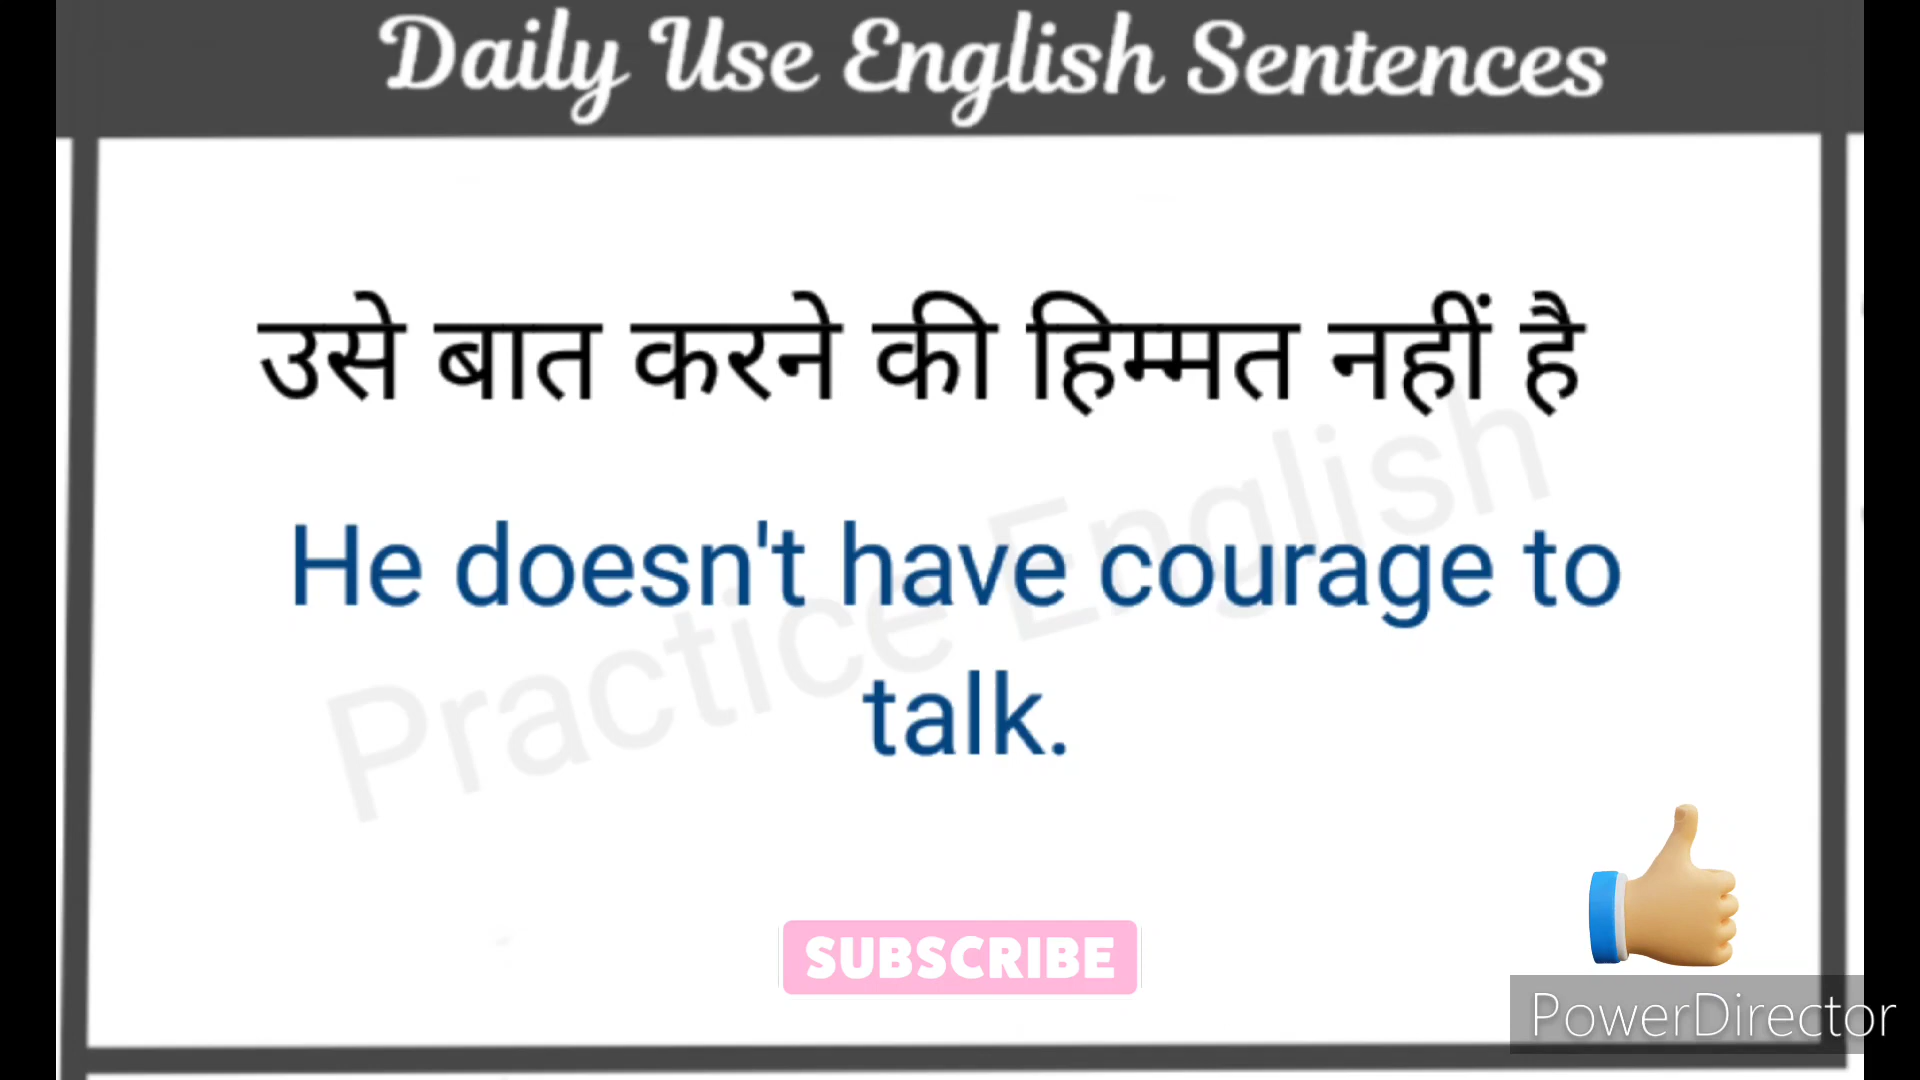 Daily Use English Sentences
उसे बात करने की हिम्मत नहीं है
He doesn't have courage to
talk.
Practice English
SUBSCRIBE
PowerDirector